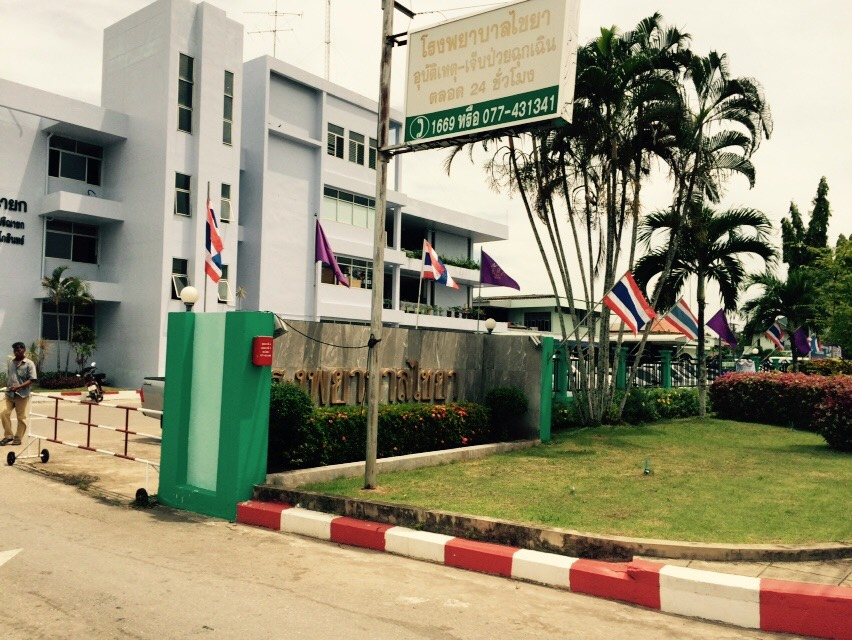 โรงพยาบาลไชยา
อุบัติเหตุ-เจ็บป่วยฉุกเฉิน
ตลอด 24 ชั่วโมง
1669 หรือ 077-431341
โรงพยาบาลไชยา